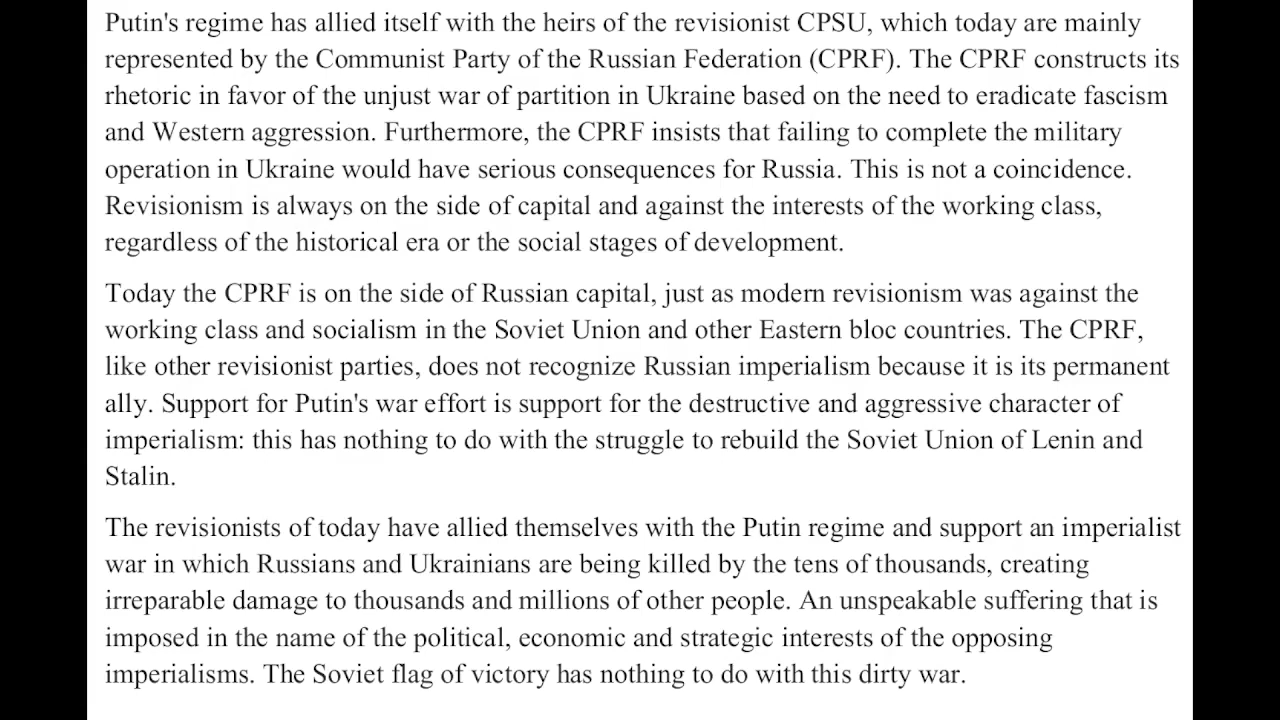 Putin's regime has allied itself with the heirs of the revisionist CPSU, which today are mainly
represented by the Communist Party of the Russian Federation (CPRF). The CPRF constructs its
rhetoric in favor of the unjust war of partition in Ukraine based on the need to eradicate fascism
and Western aggression. Furthermore, the CPRF insists that failing to complete the military
operation in Ukraine would have serious consequences for Russia. This is not a coincidence.
Revisionism is always on the side of capital and against the interests of the working class,
regardless of the historical era or the social stages of development.
Today the CPRF is on the side of Russian capital, just as modern revisionism was against the
working class and socialism in the Soviet Union and other Eastern bloc countries. The CPRF,
like other revisionist parties, does not recognize Russian imperialism because it is its permanent
ally. Support for Putin's war effort is support for the destructive and aggressive character of
imperialism: this has nothing to do with the struggle to rebuild the Soviet Union of Lenin and
Stalin.
The revisionists of today have allied themselves with the Putin regime and support an imperialist
war in which Russians and Ukrainians are being killed by the tens of thousands, creating
irreparable damage to thousands and millions of other people. An unspeakable suffering that is
imposed in the name of the political, economic and strategic interests of the opposing
imperialisms. The Soviet flag of victory has nothing to do with this dirty war.